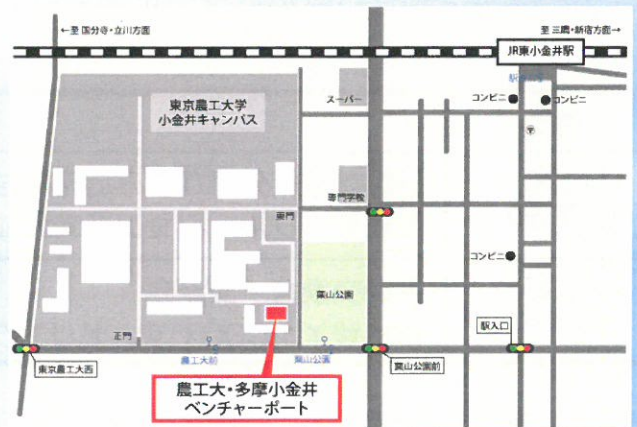 ←至 国分寺・立川方面
至 三鷹・新宿方面→
JR東小金井駅
東京農工大学
小金井キャンパス
スーパー
コンビニ
コンビニ
〒
専門学校
東門
栗山公園
コンビニ
正門
農工大前
栗山公園
駅入口
東京農工大西
栗山公園前
農工大・多摩小金井
ベンチャーポート